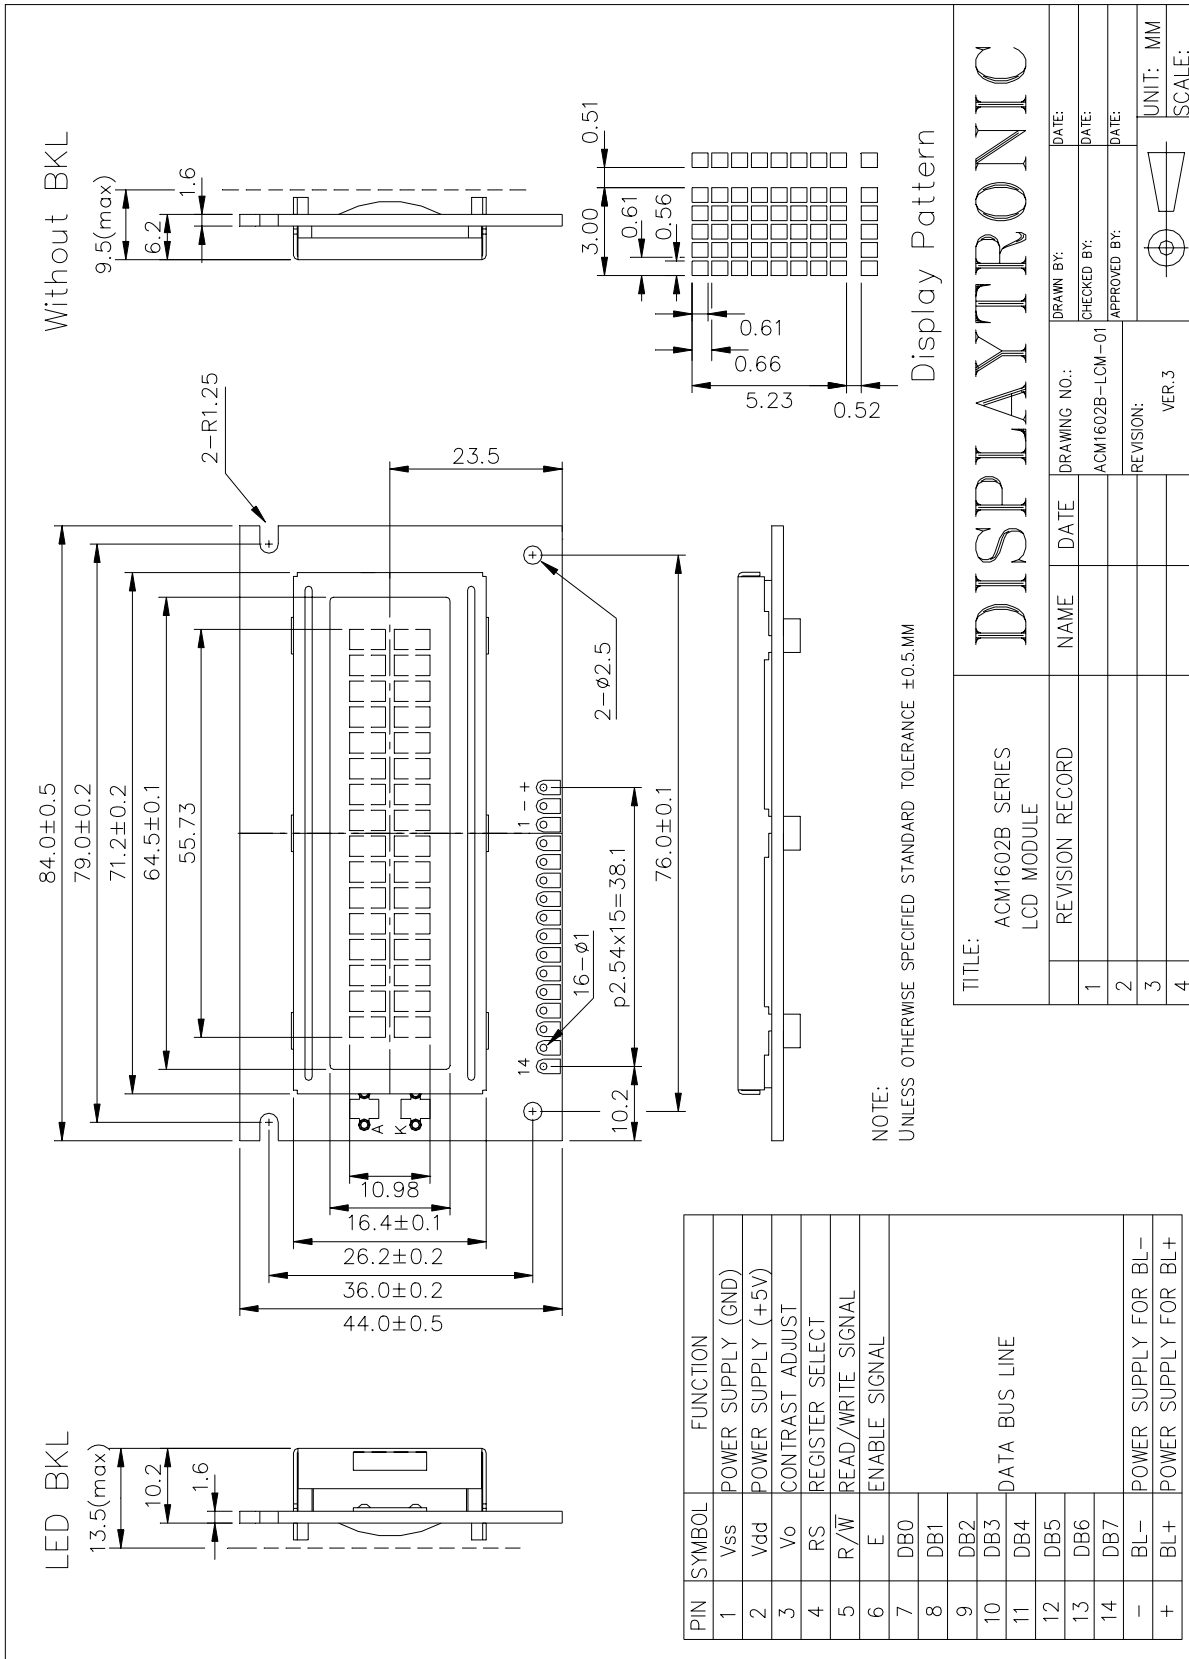 LED BKL
13.5(max)
10.2
1.6
84.0±0.5
79.0±0.2
71.2±0.2
64.5±0.1
55.73
2-R1.25
Without BKL
9.5(max)
6.2
1.6
44.0±0.5
36.0±0.2
26.2±0.2
16.4±0.1
10.98
A
K
23.5
14
1 - +
16-ø1
p2.54x15=38.1
10.2
76.0±0.1
2-ø2.5
0.51
3.00
0.61
0.56
0.61
0.66
5.23
0.52
Display Pattern
NOTE:
UNLESS OTHERWISE SPECIFIED STANDARD TOLERANCE ±0.5.MM
PIN SYMBOL FUNCTION
1 Vss POWER SUPPLY (GND)
2 Vdd POWER SUPPLY (+5V)
3 Vo CONTRAST ADJUST
4 RS REGISTER SELECT
5 R/W̅ READ/WRITE SIGNAL
6 E ENABLE SIGNAL
7 DB0
8 DB1
9 DB2
10 DB3
DATA BUS LINE
11 DB4
12 DB5
13 DB6
14 DB7
- BL- POWER SUPPLY FOR BL-
+ BL+ POWER SUPPLY FOR BL+
TITLE:
ACM1602B SERIES
LCD MODULE
DISPLAYTRONIC
REVISION RECORD NAME DATE
1
2
3
4
DRAWING NO.:
ACM1602B-LCM-01
REVISION:
VER.3
DRAWN BY: DATE:
CHECKED BY: DATE:
APPROVED BY: DATE:
UNIT: MM
SCALE: